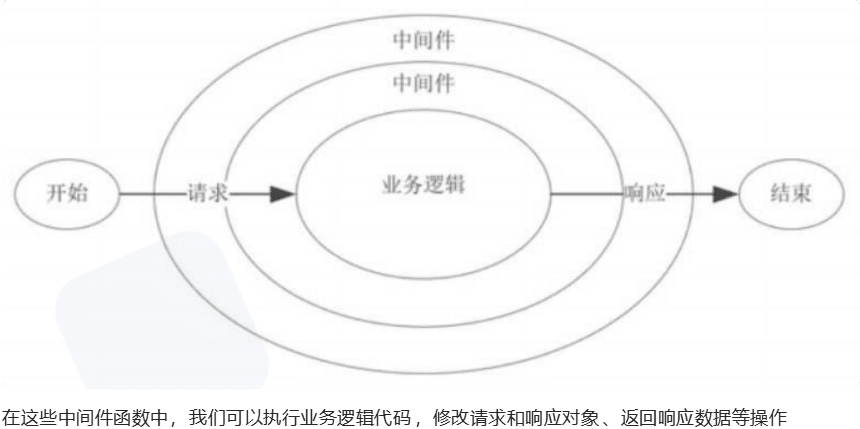 中间件
中间件
开始
请求
业务逻辑
响应
结束
在这些中间件函数中，我们可以执行业务逻辑代码，修改请求和响应对象、返回响应数据等操作